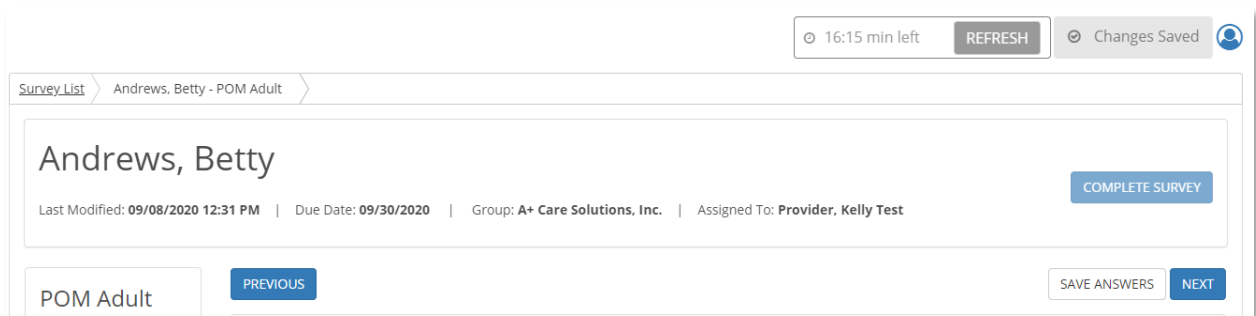 16:15 min left REFRESH Changes Saved
Survey List Andrews, Betty - POM Adult
Andrews, Betty
COMPLETE SURVEY
Last Modified: 09/08/2020 12:31 PM | Due Date: 09/30/2020 | Group: A+ Care Solutions, Inc. | Assigned To: Provider, Kelly Test
POM Adult
PREVIOUS SAVE ANSWERS NEXT